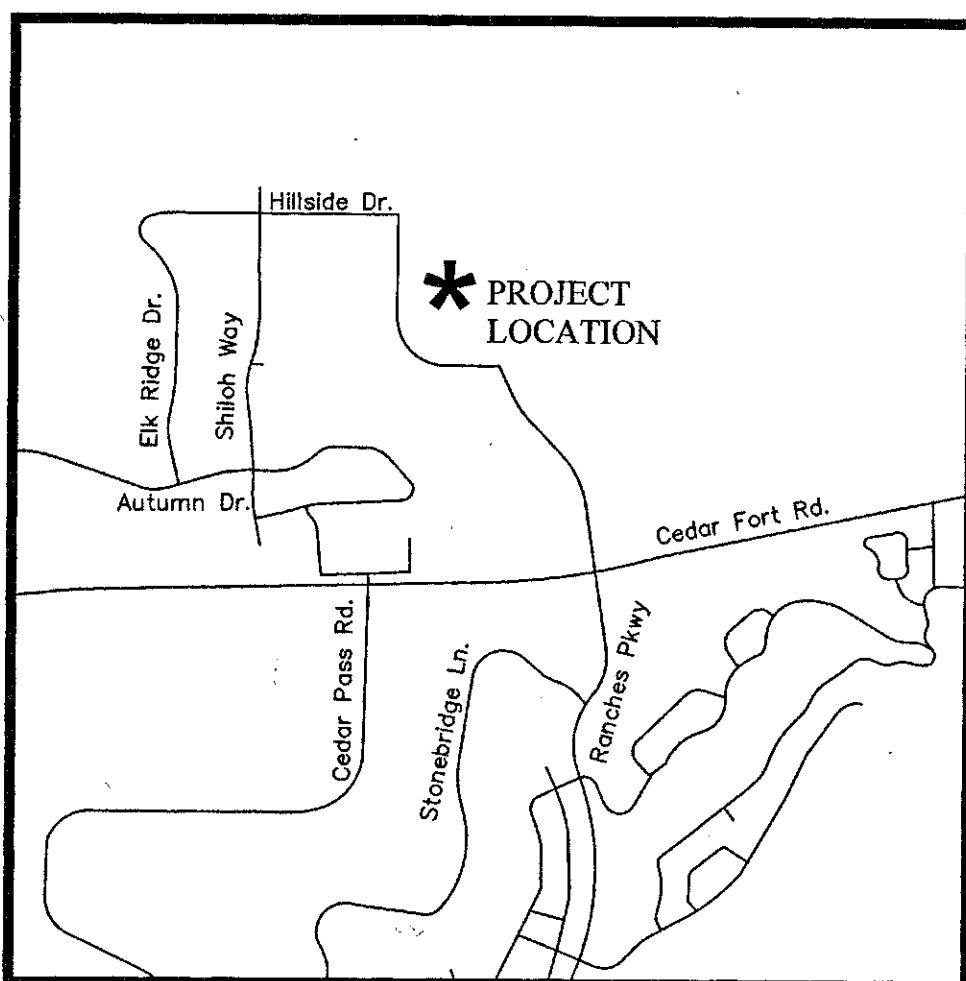 Hillside Dr.
PROJECT
LOCATION
Elk Ridge Dr.
Shiloh Way
Autumn Dr.
Cedar Fort Rd.
Cedar Pass Rd.
Stonebridge Ln.
Ranches Pkwy